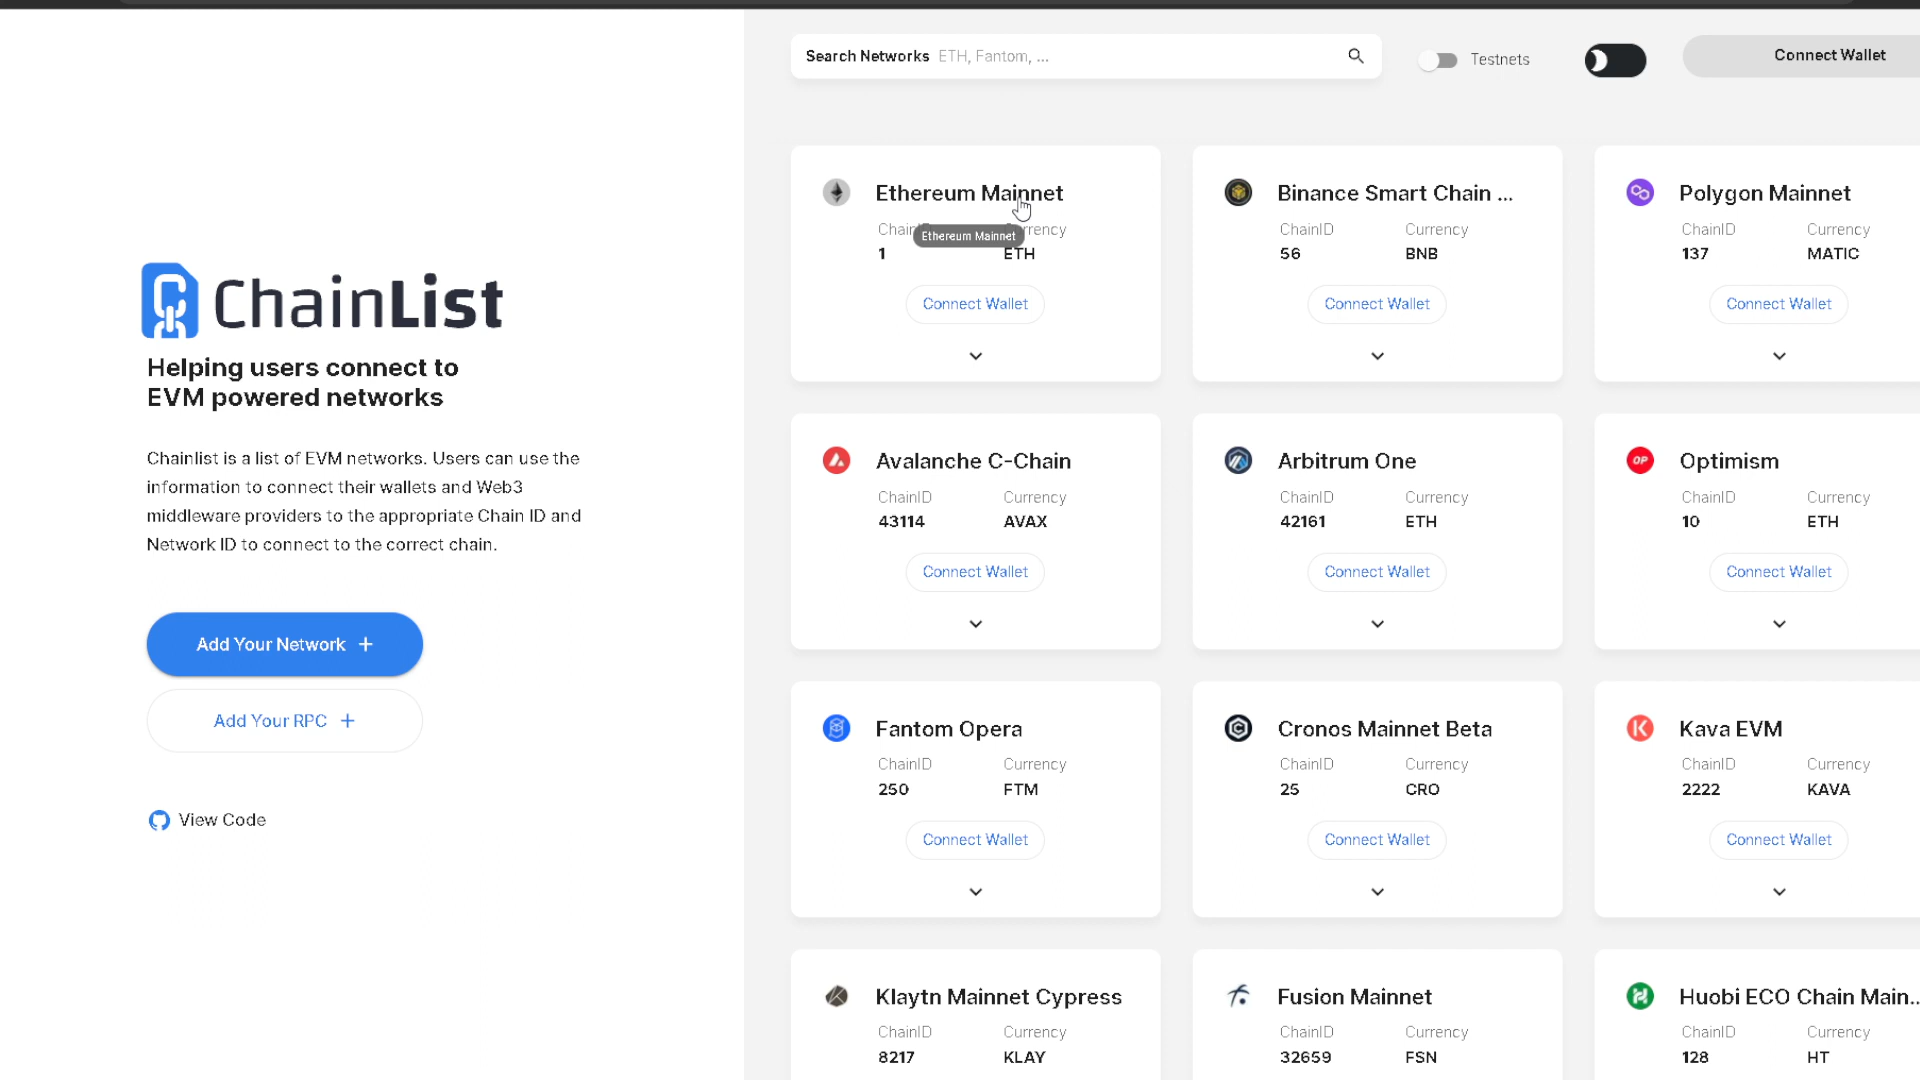 ChainList
Helping users connect to
EVM powered networks
Chainlist is a list of EVM networks. Users can use the
information to connect their wallets and Web3
middleware providers to the appropriate Chain ID and
Network ID to connect to the correct chain.
Add Your Network +
Add Your RPC +
View Code
Search Networks ETH, Fantom, ...
Testnets
Connect Wallet
Ethereum Mainnet
Ethereum Mainnet
1 ETH
Connect Wallet
Binance Smart Chain ...
ChainID Currency
56 BNB
Connect Wallet
Polygon Mainnet
ChainID Currency
137 MATIC
Connect Wallet
Avalanche C-Chain
ChainID Currency
43114 AVAX
Connect Wallet
Arbitrum One
ChainID Currency
42161 ETH
Connect Wallet
OP
Optimism
ChainID Currency
10 ETH
Connect Wallet
Fantom Opera
ChainID Currency
250 FTM
Connect Wallet
Cronos Mainnet Beta
ChainID Currency
25 CRO
Connect Wallet
Kava EVM
ChainID Currency
2222 KAVA
Connect Wallet
Klaytn Mainnet Cypress
ChainID Currency
8217 KLAY
Fusion Mainnet
ChainID Currency
32659 FSN
Huobi ECO Chain Main..
ChainID Currency
128 HT